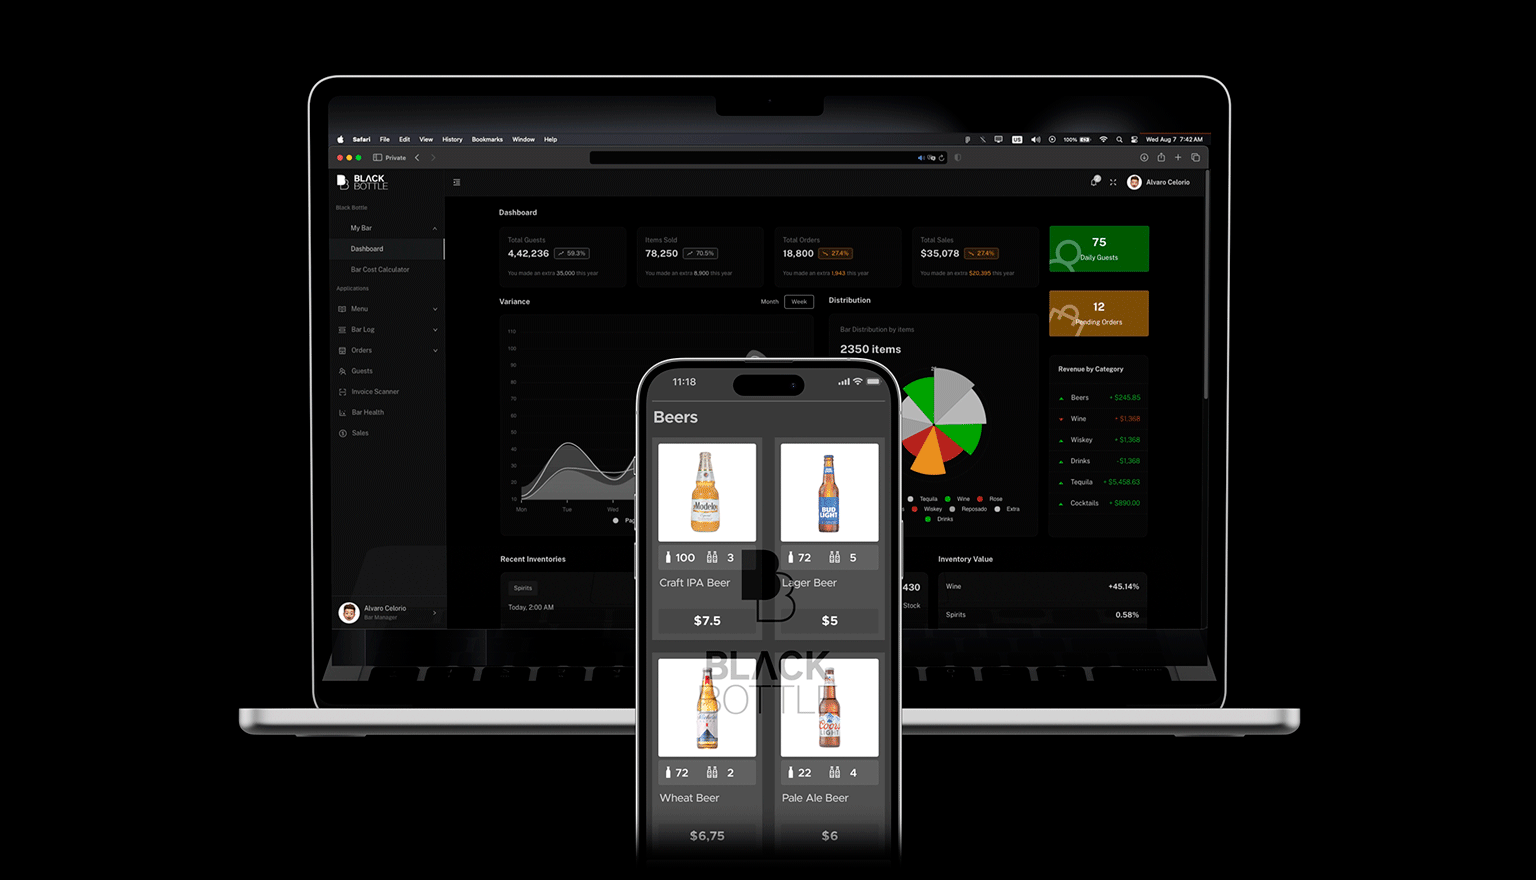 Safari File Edit View History Bookmarks Window Help
US
100%
Wed Aug 7 7:42 AM
Private
BLACK
BOTTLE
Alvaro Celorio
Black Bottle
My Bar
Dashboard
Bar Cost Calculator
Applications
Menu
Bar Log
Orders
Guests
Invoice Scanner
Bar Health
Sales
Alvaro Celorio
Bar Manager
Dashboard
Total Guests
4,42,236 59.3%
You made an extra 35,000 this year
Items Sold
78,250 70.5%
You made an extra 8,900 this year
Total Orders
18,800 27.4%
You made an extra 1,943 this year
Total Sales
$35,078 27.4%
You made an extra $20,395 this year
75
Daily Guests
12
Pending Orders
Variance
Month Week
110
100
90
80
70
60
50
40
30
20
10
Mon Tue Wed
Distribution
Bar Distribution by items
2350 items
Tequila Wine Rose
Wiskey Reposado Extra
Drinks
Revenue by Category
Beers + $245.85
Wine + $1,368
Wiskey + $1,368
Drinks -$1,368
Tequila + $5,458.63
Cocktails + $890.00
Recent Inventories
Spirits
Today, 2:00 AM
430
Stock
Inventory Value
Wine +45.14%
Spirits 0.58%
11:18
Beers
Modelo
BUD
LIGHT
100 3
72 5
Craft IPA Beer
Lager Beer
$7.5
$5
BLACK
BOTTLE
Coors
LIGHT
72 2
22 4
Wheat Beer
Pale Ale Beer
$6,75
$6